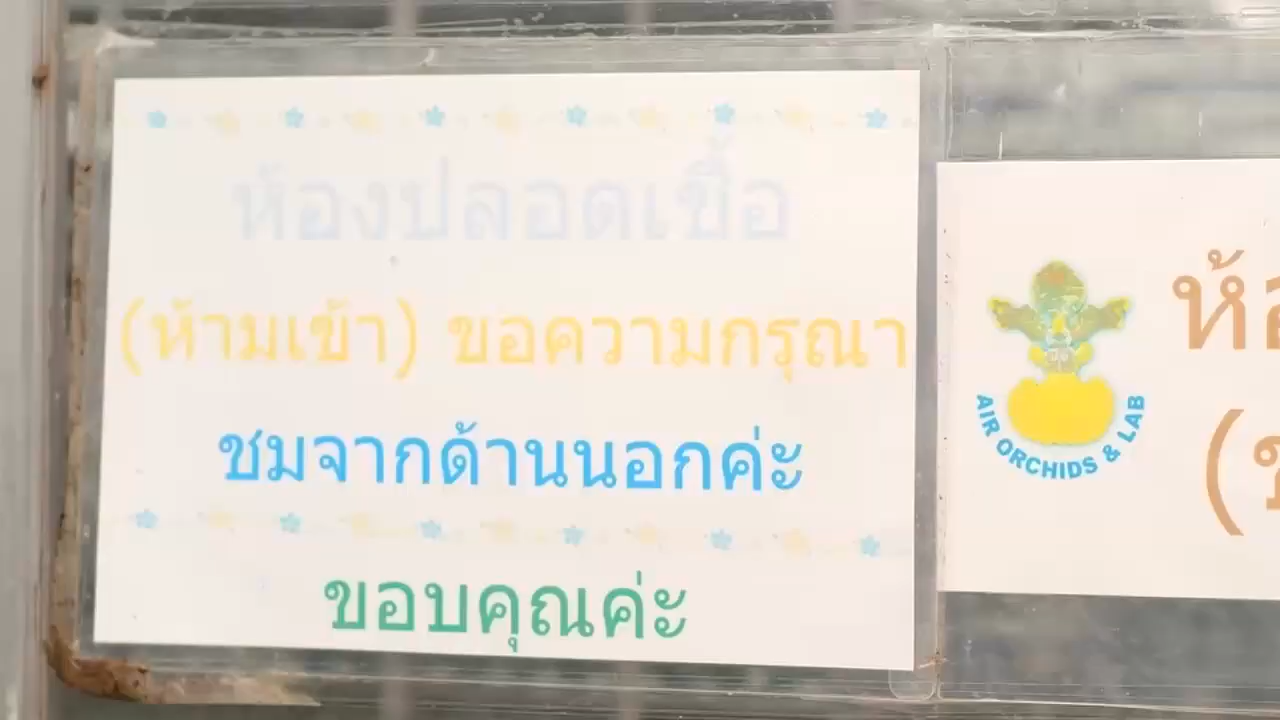 ห้องปลอดเชื้อ
(ห้ามเข้า) ขอความกรุณา
ชมจากด้านนอกค่ะ
ขอบคุณค่ะ
AIR ORCHIDS & LAB